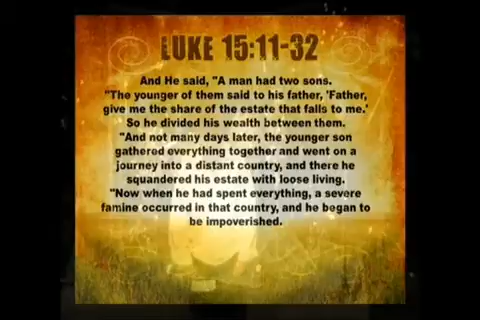 LUKE 15:11-32
And He said, "A man had two sons.
"The younger of them said to his father, 'Father,
give me the share of the estate that falls to me.'
So he divided his wealth between them.
"And not many days later, the younger son
gathered everything together and went on a
journey into a distant country, and there he
squandered his estate with loose living.
"Now when he had spent everything, a severe
famine occurred in that country, and he began to
be impoverished.